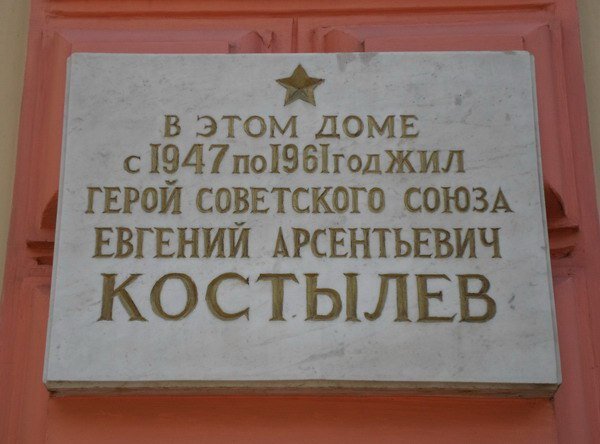 В ЭТОМ ДОМЕ
с 1947 по 1961 год ЖИЛ
ГЕРОЙ СОВЕТСКОГО СОЮЗА
ЕВГЕНИЙ АРСЕНТЬЕВИЧ
КОСТЫЛЕВ